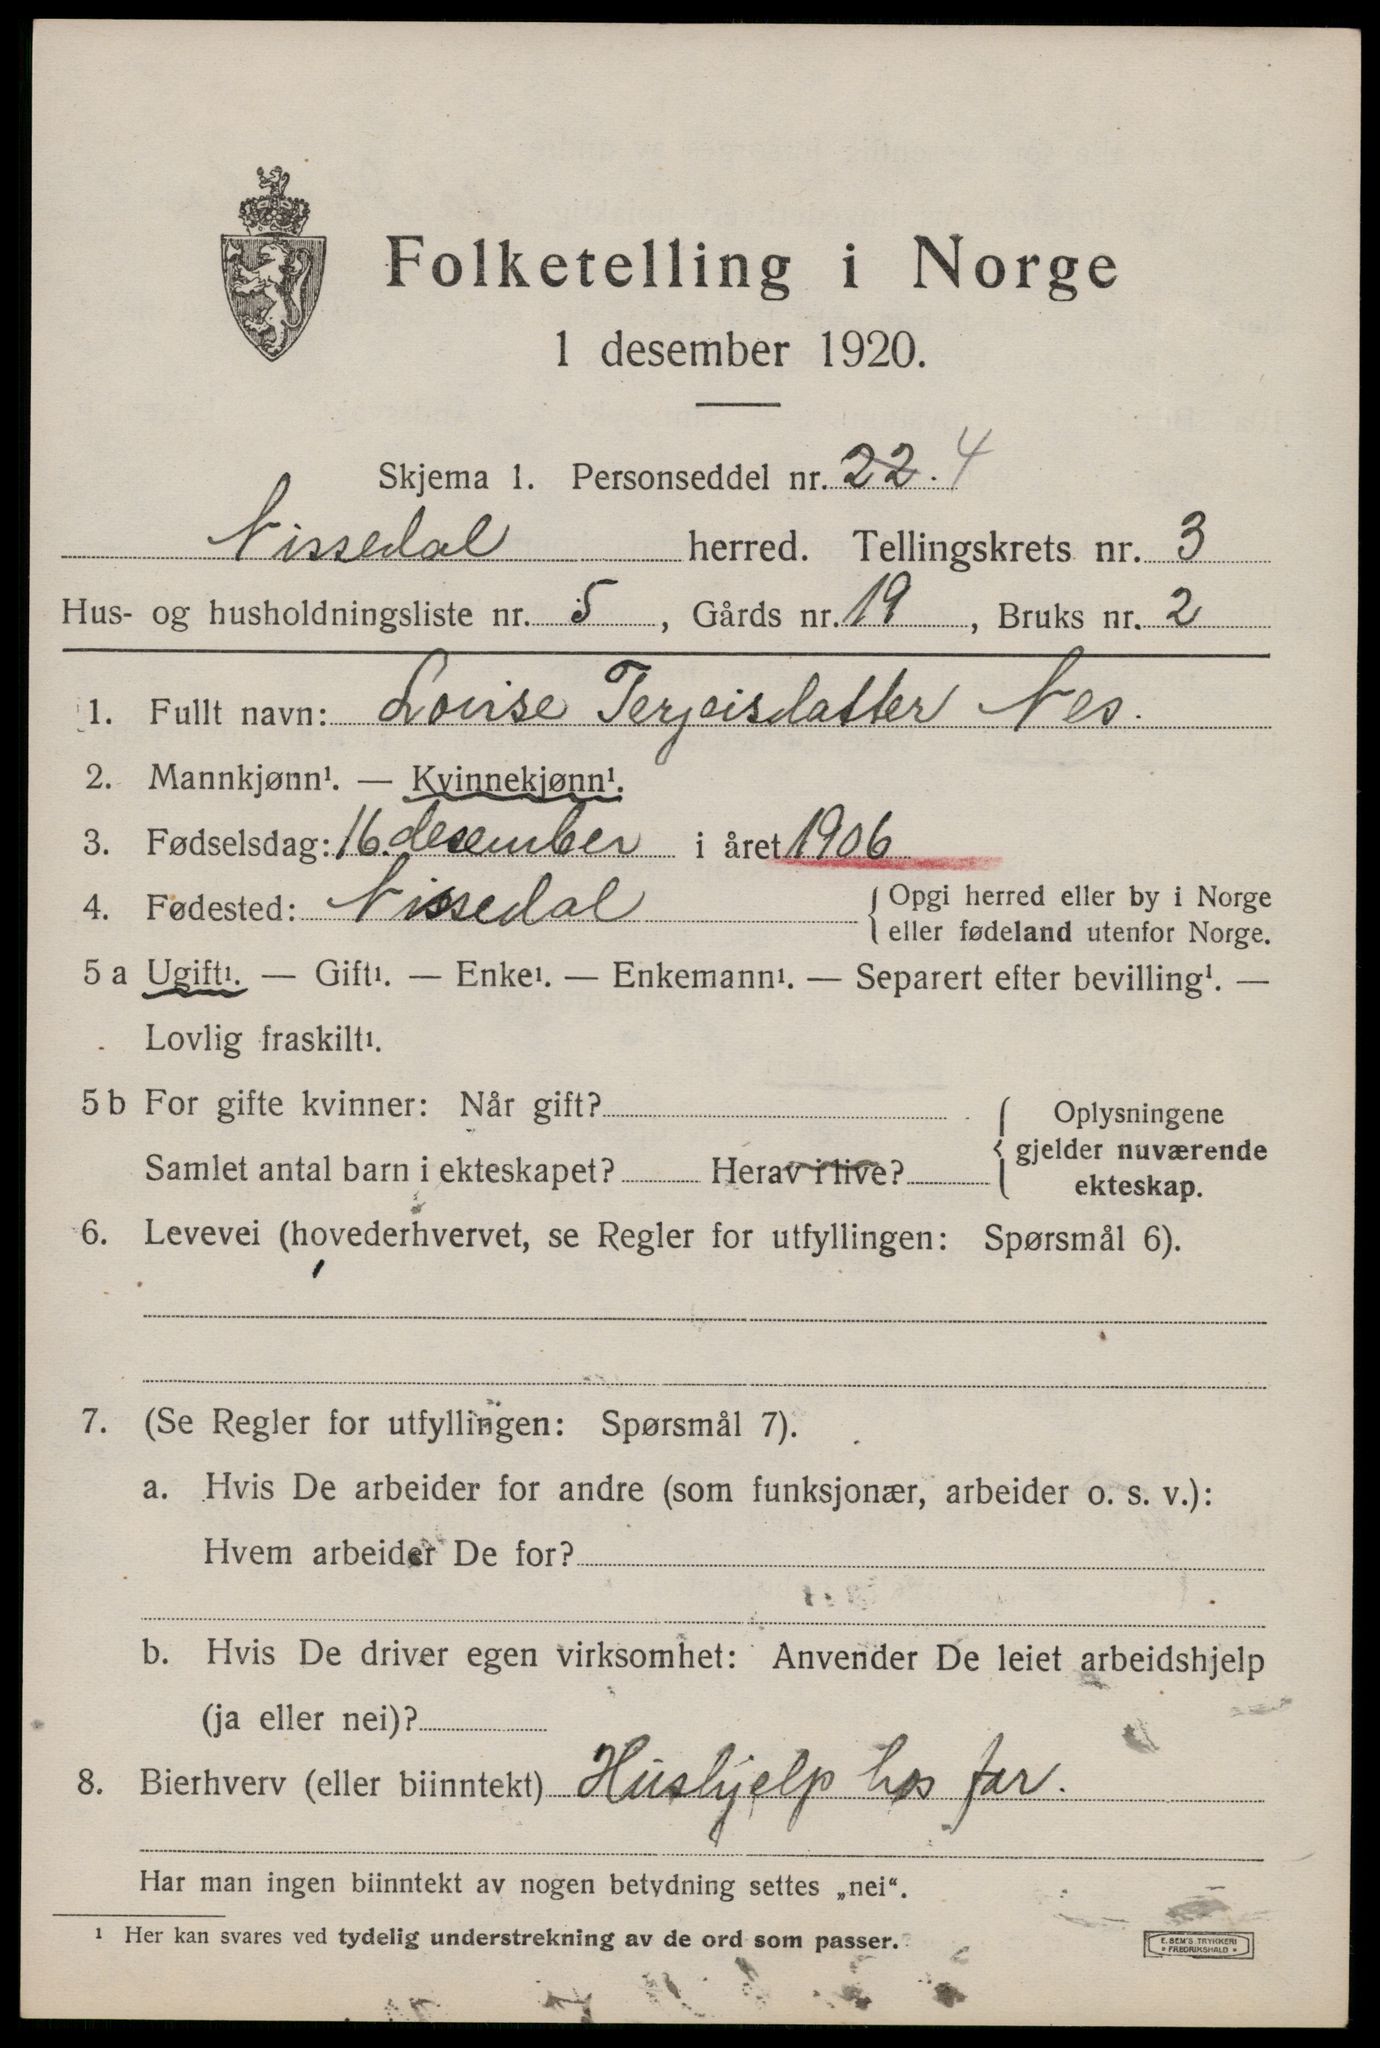 Folketelling i Norge
1 desember 1920.
Skjema 1. Personseddel nr. 22. 4
Nissedal herred. Tellingskrets nr. 3
Hus- og husholdningsliste nr. 5, Gårds nr. 19, Bruks nr. 2
1. Fullt navn: Lovise Terjeisdatter Nes.
2. Mannkjønn¹. — Kvinnekjønn¹.
3. Fødselsdag: 16. desember i året 1906
4. Fødested: Nissedal { Opgi herred eller by i Norge
eller fødeland utenfor Norge.
5 a Ugift¹. — Gift¹. — Enke¹. — Enkemann¹. — Separert efter bevilling¹. —
Lovlig fraskilt¹.
5 b For gifte kvinner: Når gift? { Oplysningene
gjelder nuværende
Samlet antal barn i ekteskapet? Herav i live?
ekteskap.
6. Levevei (hovederhvervet, se Regler for utfyllingen: Spørsmål 6).
7. (Se Regler for utfyllingen: Spørsmål 7).
a. Hvis De arbeider for andre (som funksjonær, arbeider o. s. v.):
Hvem arbeider De for?
b. Hvis De driver egen virksomhet: Anvender De leiet arbeidshjelp
(ja eller nei)?
8. Bierhverv (eller biinntekt) Hushjelp hos far.
Har man ingen biinntekt av nogen betydning settes „nei“.
¹ Her kan svares ved tydelig understrekning av de ord som passer.
E. SEM'S TRYKKERI
* FREDRIKSHALD *